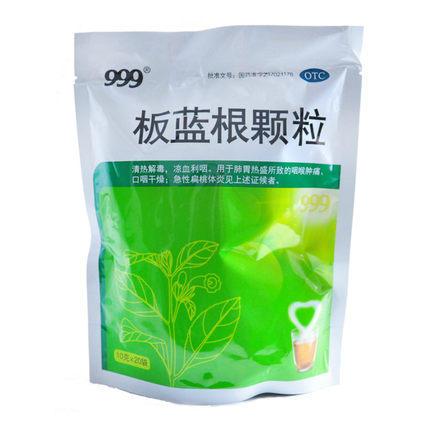 999®
批准文号：国药准字Z37021176
OTC
板蓝根颗粒
清热解毒，凉血利咽。用于肺胃热盛所致的咽喉肿痛、
口咽干燥；急性扁桃体炎见上述证候者。
999
10克×20袋